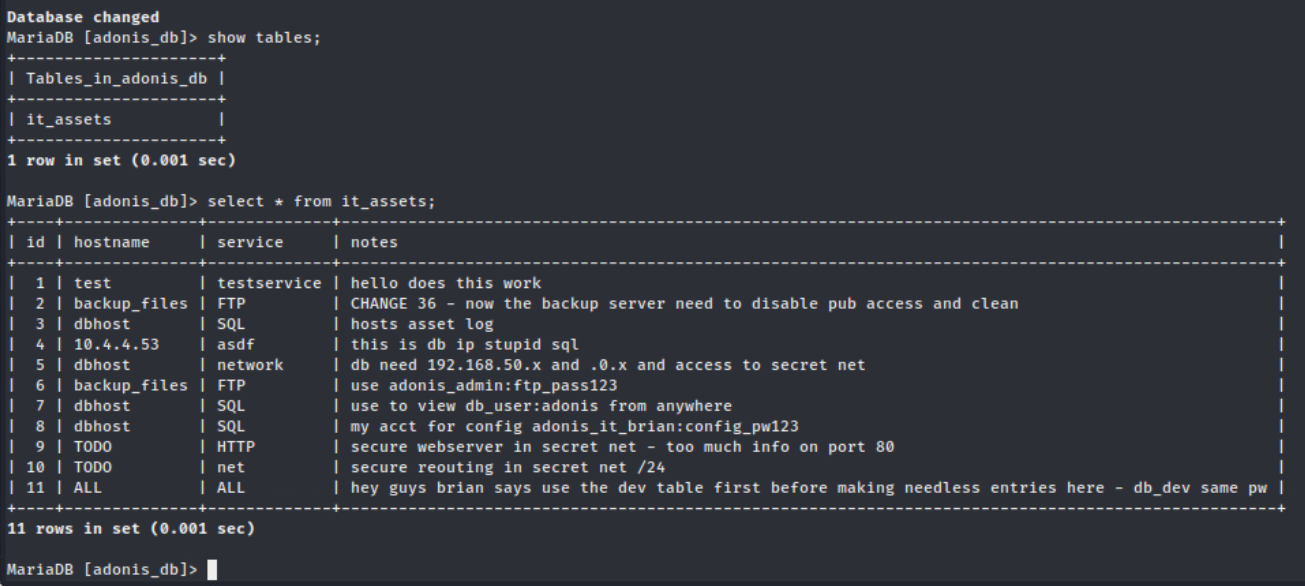 Database changed
MariaDB [adonis_db]> show tables;
+---------------------+
| Tables_in_adonis_db |
+---------------------+
| it_assets           |
+---------------------+
1 row in set (0.001 sec)

MariaDB [adonis_db]> select * from it_assets;
+----+--------------+-------------+--------------------------------------------------------------------------------------------------+
| id | hostname     | service     | notes                                                                                            |
+----+--------------+-------------+--------------------------------------------------------------------------------------------------+
|  1 | test         | testservice | hello does this work                                                                             |
|  2 | backup_files | FTP         | CHANGE 36 - now the backup server need to disable pub access and clean                           |
|  3 | dbhost       | SQL         | hosts asset log                                                                                  |
|  4 | 10.4.4.53    | asdf        | this is db ip stupid sql                                                                         |
|  5 | dbhost       | network     | db need 192.168.50.x and .0.x and access to secret net                                           |
|  6 | backup_files | FTP         | use adonis_admin:ftp_pass123                                                                     |
|  7 | dbhost       | SQL         | use to view db_user:adonis from anywhere                                                         |
|  8 | dbhost       | SQL         | my acct for config adonis_it_brian:config_pw123                                                  |
|  9 | TODO         | HTTP        | secure webserver in secret net - too much info on port 80                                        |
| 10 | TODO         | net         | secure reouting in secret net /24                                                                |
| 11 | ALL          | ALL         | hey guys brian says use the dev table first before making needless entries here - db_dev same pw |
+----+--------------+-------------+--------------------------------------------------------------------------------------------------+
11 rows in set (0.001 sec)

MariaDB [adonis_db]>